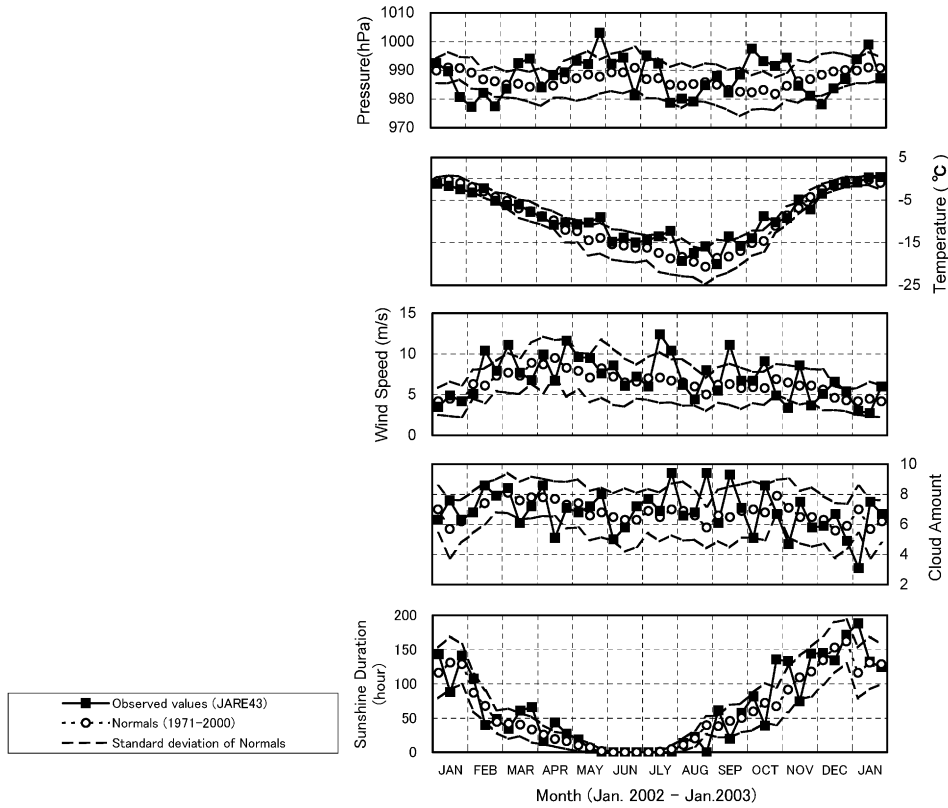 1010
1000
990
980
970
Pressure(hPa)
5
-5
-15
-25
Temperature ( ℃)
15
10
5
0
Wind Speed (m/s)
10
8
6
4
2
Cloud Amount
200
150
100
50
0
Sunshine Duration
(hour)
JAN FEB MAR APR MAY JUN JLY AUG SEP OCT NOV DEC JAN
Month (Jan. 2002 - Jan.2003)
Observed values (JARE43)
Normals (1971-2000)
Standard deviation of Normals